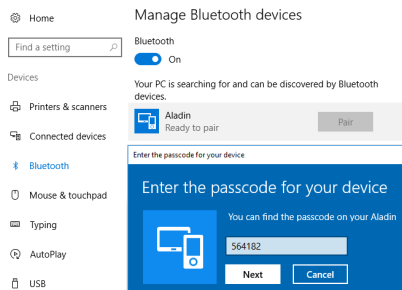 Home
Find a setting
Devices
Printers & scanners
Connected devices
Bluetooth
Mouse & touchpad
Typing
AutoPlay
USB
Manage Bluetooth devices
Bluetooth
On
Your PC is searching for and can be discovered by Bluetooth
devices.
Aladin
Ready to pair
Pair
Enter the passcode for your device
Enter the passcode for your device
You can find the passcode on your Aladin
564182
Next
Cancel